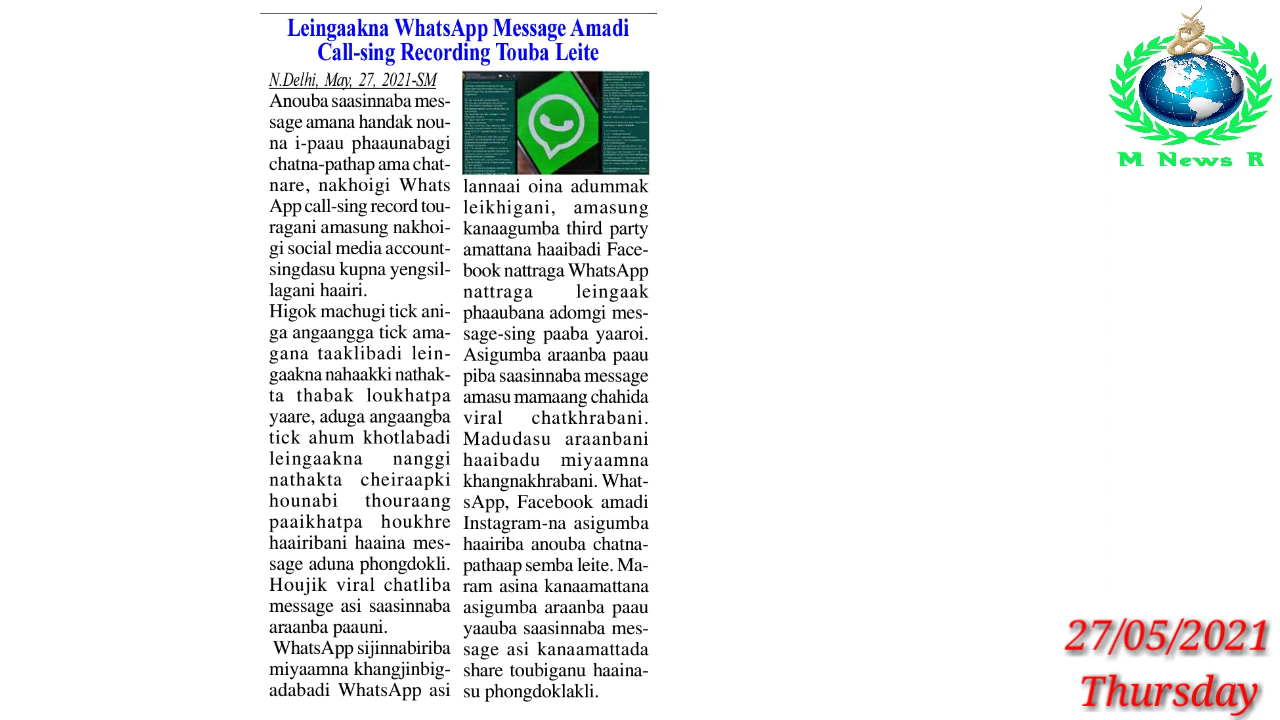 Leingaakna WhatsApp Message Amadi
Call-sing Recording Touba Leite
N.Delhi, May, 27. 2021-SM
Anouba saasinnaba mes-
sage amana handak nou-
na i-paau phaaunabagi
chatna-pathap ama chat-
nare, nakhoigi Whats
App call-sing record tou-
ragani amasung nakhoi-
gi social media account-
singdasu kupna yengsil-
lagani haairi.
Higok machugi tick ani-
ga angaangga tick ama-
gana taaklibadi lein-
gaakna nahaakki nathak-
ta thabak loukhatpa
yaare, aduga angaangba
tick ahum khotlabadi
leingaakna nanggi
nathakta cheiraapki
hounabi thouraang
paaikhatpa houkhre
haairibani haaina mes-
sage aduna phongdokli.
Houjik viral chatliba
message asi saasinnaba
araanba paauni.
WhatsApp sijinnabiriba
miyaamna khangjinbig-
adabadi WhatsApp asi
lannaai oina adummak
leikhigani, amasung
kanaagumba third party
amattana haaibadi Face-
book nattraga WhatsApp
nattraga leingaak
phaaubana adomgi mes-
sage-sing paaba yaaroi.
Asigumba araanba paau
piba saasinnaba message
amasu mamaang chahida
viral chatkhrabani.
Madudasu araanbani
haaibadu miyaamna
khangnakhrabani. What-
sApp, Facebook amadi
Instagram-na asigumba
haairiba anouba chatna-
pathaap semba leite. Ma-
ram asina kanaamattana
asigumba araanba paau
yaauba saasinnaba mes-
sage asi kanaamattada
share toubiganu haaina-
su phongdoklakli.
M News R
27/05/2021
Thursday